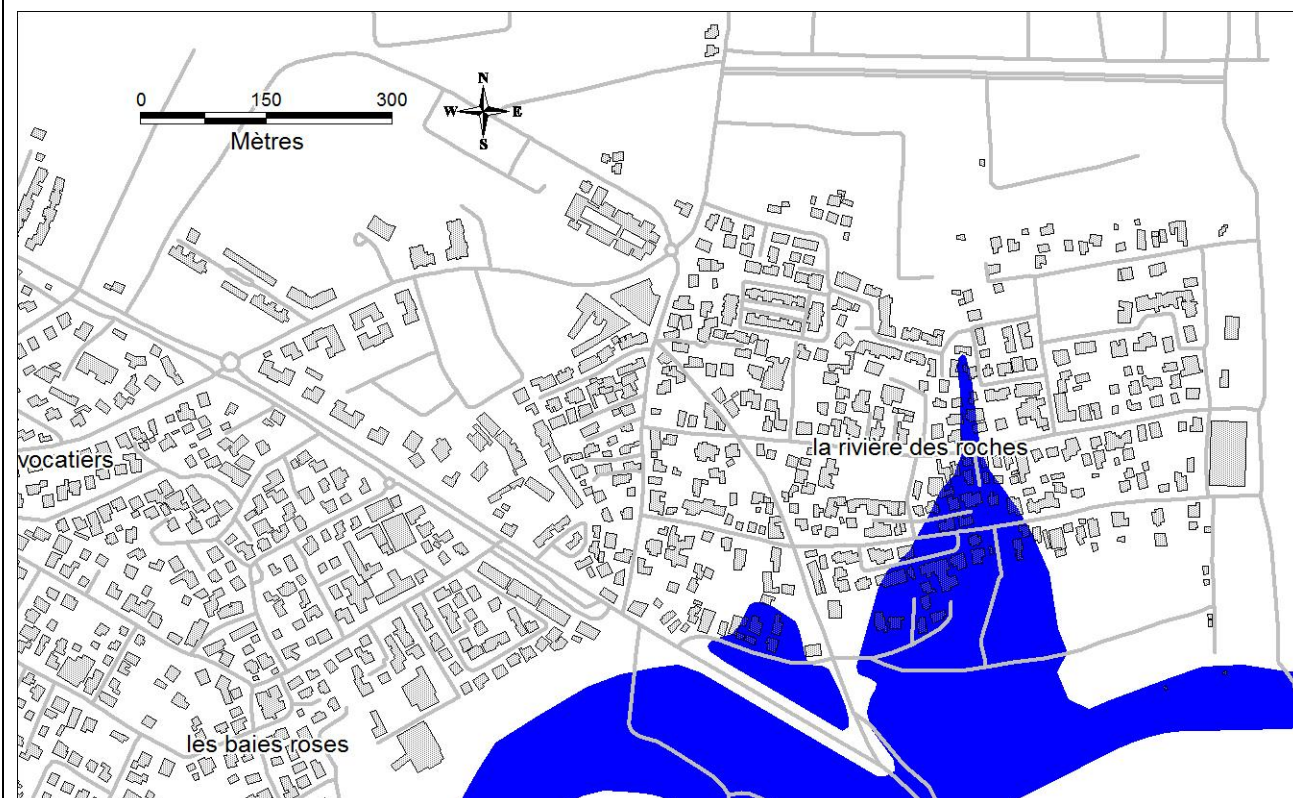 N
0 150 300
W E
Mètres
S
la rivière des roches
vocatiers
les baies roses